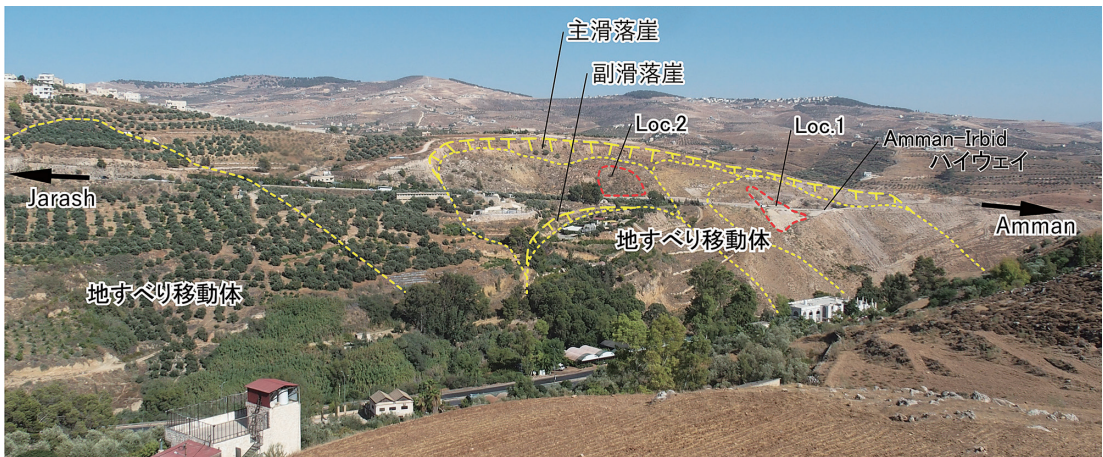 主滑落崖
副滑落崖
Loc.2
Loc.1
Amman-Irbid
ハイウェイ
Jarash
Amman
地すべり移動体
地すべり移動体